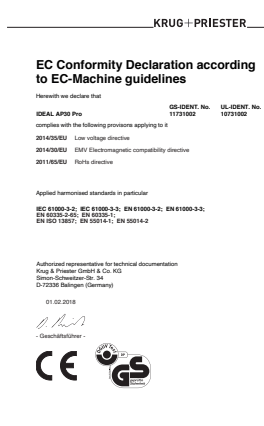 KRUG+PRIESTER
EC Conformity Declaration according
to EC-Machine guidelines
Herewith we declare that
GS-IDENT. No. UL-IDENT. No.
IDEAL AP30 Pro 11731002 10731002
complies with the following provisons applying to it
2014/35/EU Low voltage directive
2014/30/EU EMV Electromagnetic compatibility directive
2011/65/EU RoHs directive
Applied harmonised standards in particular
IEC 61000-3-2; IEC 61000-3-3; EN 61000-3-2; EN 61000-3-3;
EN 60335-2-65; EN 60335-1;
EN ISO 13857; EN 55014-1; EN 55014-2
Authorized representative for technical documentation
Krug & Priester GmbH & Co. KG
Simon-Schweitzer-Str. 34
D-72336 Balingen (Germany)
01.02.2018
- Geschäftsführer -
CE
GS
geprüfte
Sicherheit